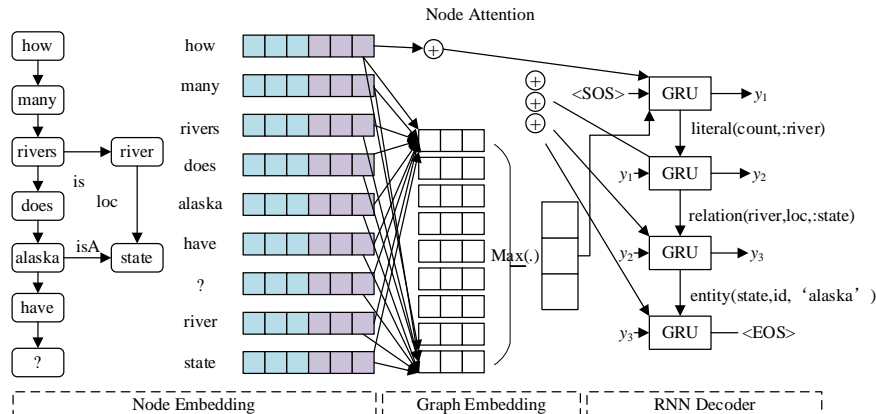 Node Attention
how
many
rivers
river
is
does
loc
alaska
isA
state
have
?
how
many
rivers
does
alaska
have
?
river
state
Max(.)
<SOS>
GRU
y1
literal(count,:river)
y1
GRU
y2
relation(river,loc,:state)
y2
GRU
y3
entity(state,id,‘alaska’)
y3
GRU
<EOS>
Node Embedding
Graph Embedding
RNN Decoder